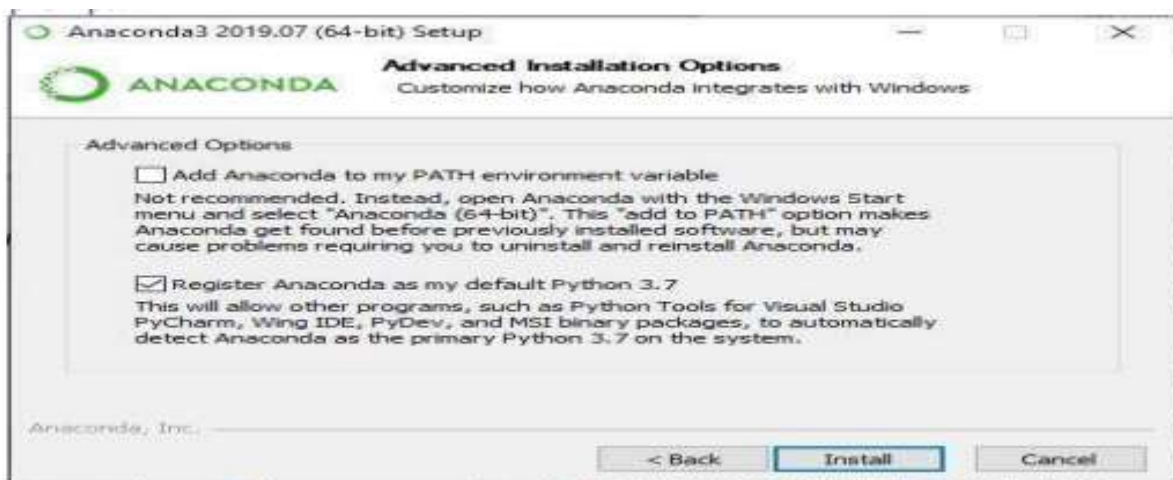 Anaconda3 2019.07 (64-bit) Setup
ANACONDA
Advanced Installation Options
Customize how Anaconda integrates with Windows
Advanced Options
Add Anaconda to my PATH environment variable
Not recommended. Instead, open Anaconda with the Windows Start
menu and select "Anaconda (64-bit)". This "add to PATH" option makes
Anaconda get found before previously installed software, but may
cause problems requiring you to uninstall and reinstall Anaconda.
Register Anaconda as my default Python 3.7
This will allow other programs, such as Python Tools for Visual Studio
PyCharm, Wing IDE, PyDev, and MSI binary packages, to automatically
detect Anaconda as the primary Python 3.7 on the system.
Anaconda, Inc.
< Back
Install
Cancel